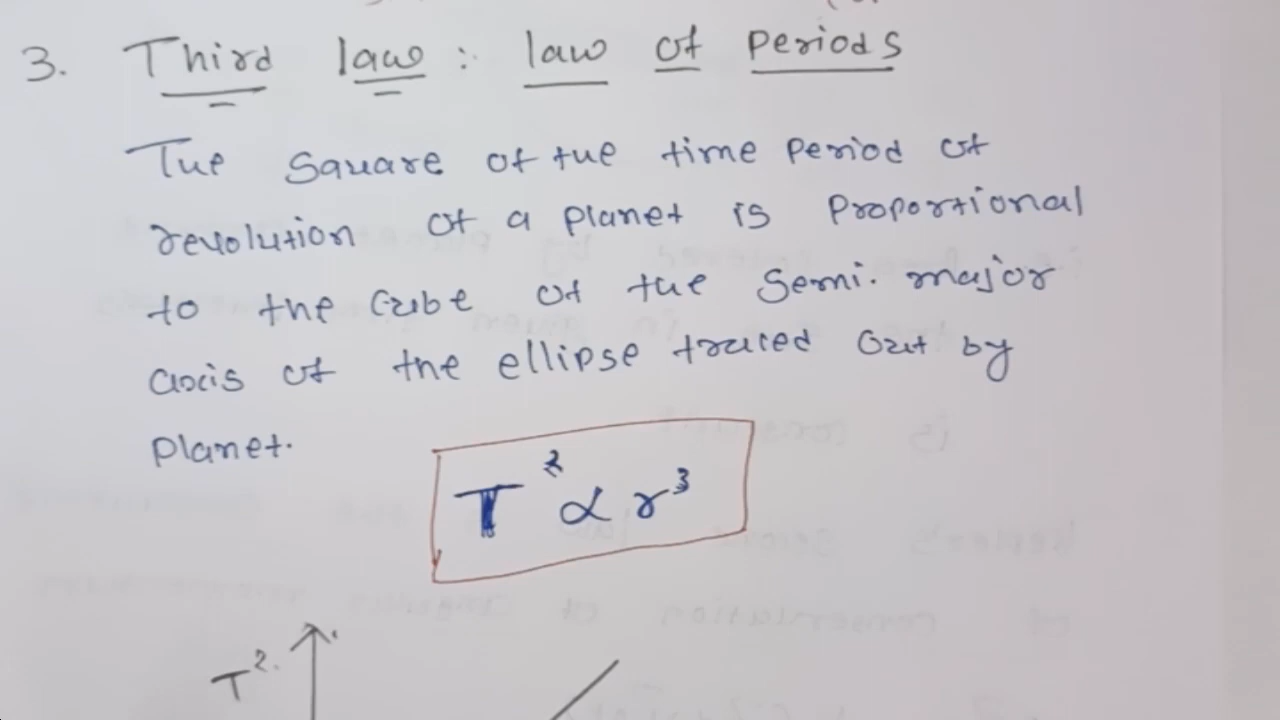 3. Third law : law of Periods
The square of the time period of
revolution of a planet is proportional
to the cube of the semi. major
axis of the ellipse traced out by
planet.
T² ∝ r³
T²